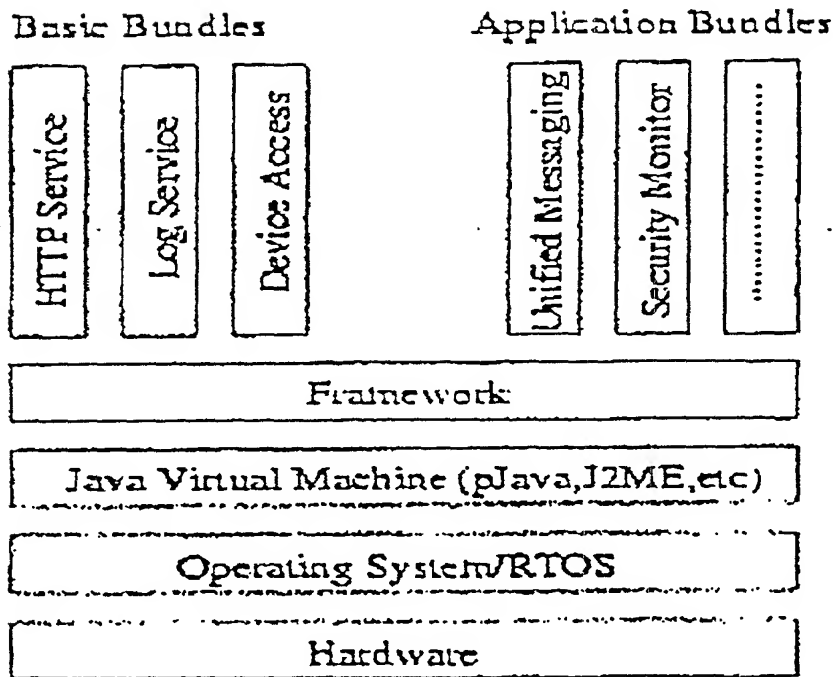 Basic Bundles
Application Bundles
HTTP Service
Log Service
Device Access
Unified Messaging
Security Monitor
Framework
Java Virtual Machine (pJava,J2ME,etc)
Operating System/RTOS
Hardware